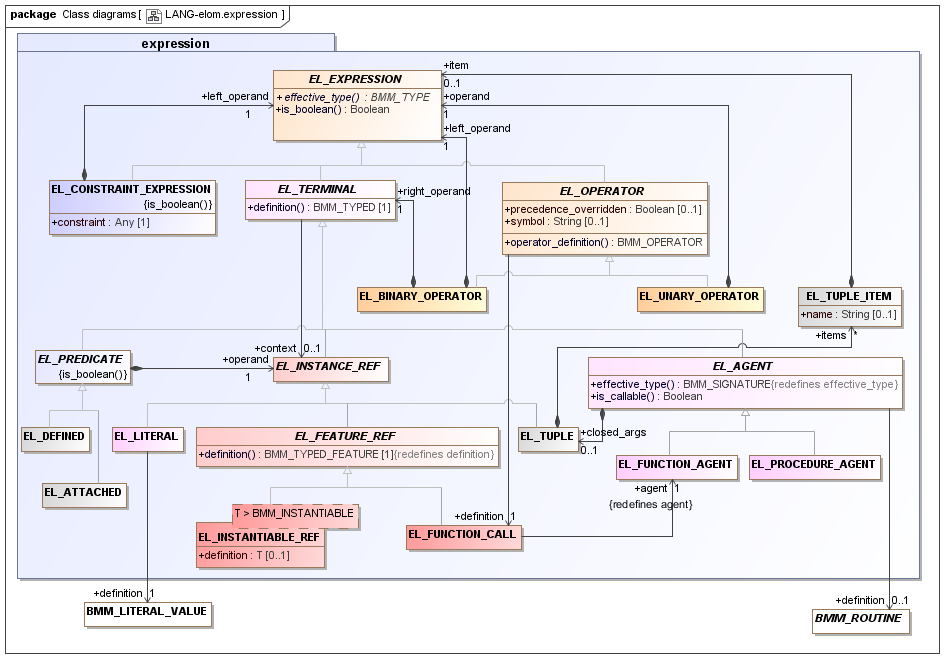 package Class diagrams [ LANG-elom.expression ]
expression
+item
0..1
EL_EXPRESSION
+ effective_type() : BMM_TYPE
+is_boolean() : Boolean
+left_operand
1
+operand
1
+left_operand
1
EL_CONSTRAINT_EXPRESSION
{is_boolean()}
+constraint : Any [1]
EL_TERMINAL
+definition() : BMM_TYPED [1]
+right_operand
1
EL_OPERATOR
+precedence_overridden : Boolean [0..1]
+symbol : String [0..1]
+operator_definition() : BMM_OPERATOR
EL_BINARY_OPERATOR
EL_UNARY_OPERATOR
EL_TUPLE_ITEM
+name : String [0..1]
+items *
+context 0..1
EL_PREDICATE
{is_boolean()}
+operand
1
EL_INSTANCE_REF
EL_AGENT
+effective_type() : BMM_SIGNATURE{redefines effective_type}
+is_callable() : Boolean
EL_DEFINED
EL_LITERAL
EL_FEATURE_REF
+definition() : BMM_TYPED_FEATURE [1]{redefines definition}
EL_TUPLE
+closed_args
0..1
EL_FUNCTION_AGENT
EL_PROCEDURE_AGENT
EL_ATTACHED
+agent 1
{redefines agent}
T > BMM_INSTANTIABLE
EL_INSTANTIABLE_REF
+definition : T [0..1]
+definition 1
EL_FUNCTION_CALL
+definition 1
BMM_LITERAL_VALUE
+definition 0..1
BMM_ROUTINE